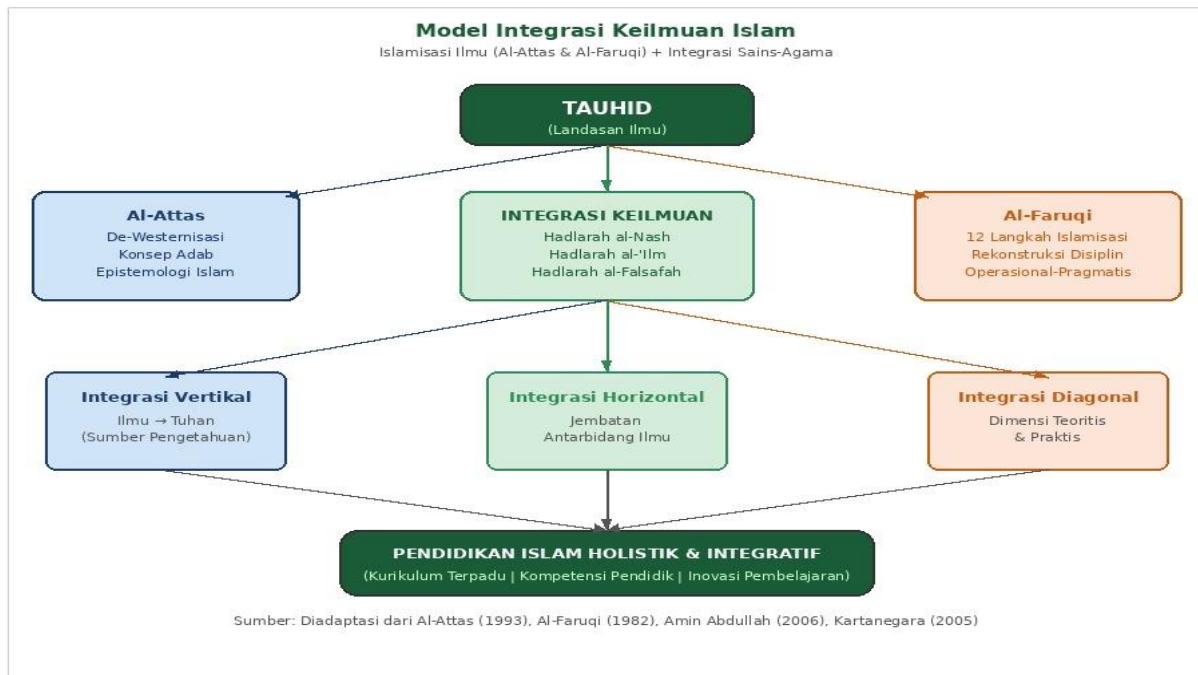 Model Integrasi Keilmuan Islam
Islamisasi Ilmu (Al-Attas & Al-Faruqi) + Integrasi Sains-Agama
TAUHID
(Landasan Ilmu)
Al-Attas
De-Westernisasi
Konsep Adab
Epistemologi Islam
INTEGRASI KEILMUAN
Hadlarah al-Nash
Hadlarah al-'Ilm
Hadlarah al-Falsafah
Al-Faruqi
12 Langkah Islamisasi
Rekonstruksi Disiplin
Operasional-Pragmatis
Integrasi Vertikal
Ilmu → Tuhan
(Sumber Pengetahuan)
Integrasi Horizontal
Jembatan
Antarbidang Ilmu
Integrasi Diagonal
Dimensi Teoritis
& Praktis
PENDIDIKAN ISLAM HOLISTIK & INTEGRATIF
(Kurikulum Terpadu | Kompetensi Pendidik | Inovasi Pembelajaran)
Sumber: Diadaptasi dari Al-Attas (1993), Al-Faruqi (1982), Amin Abdullah (2006), Kartanegara (2005)